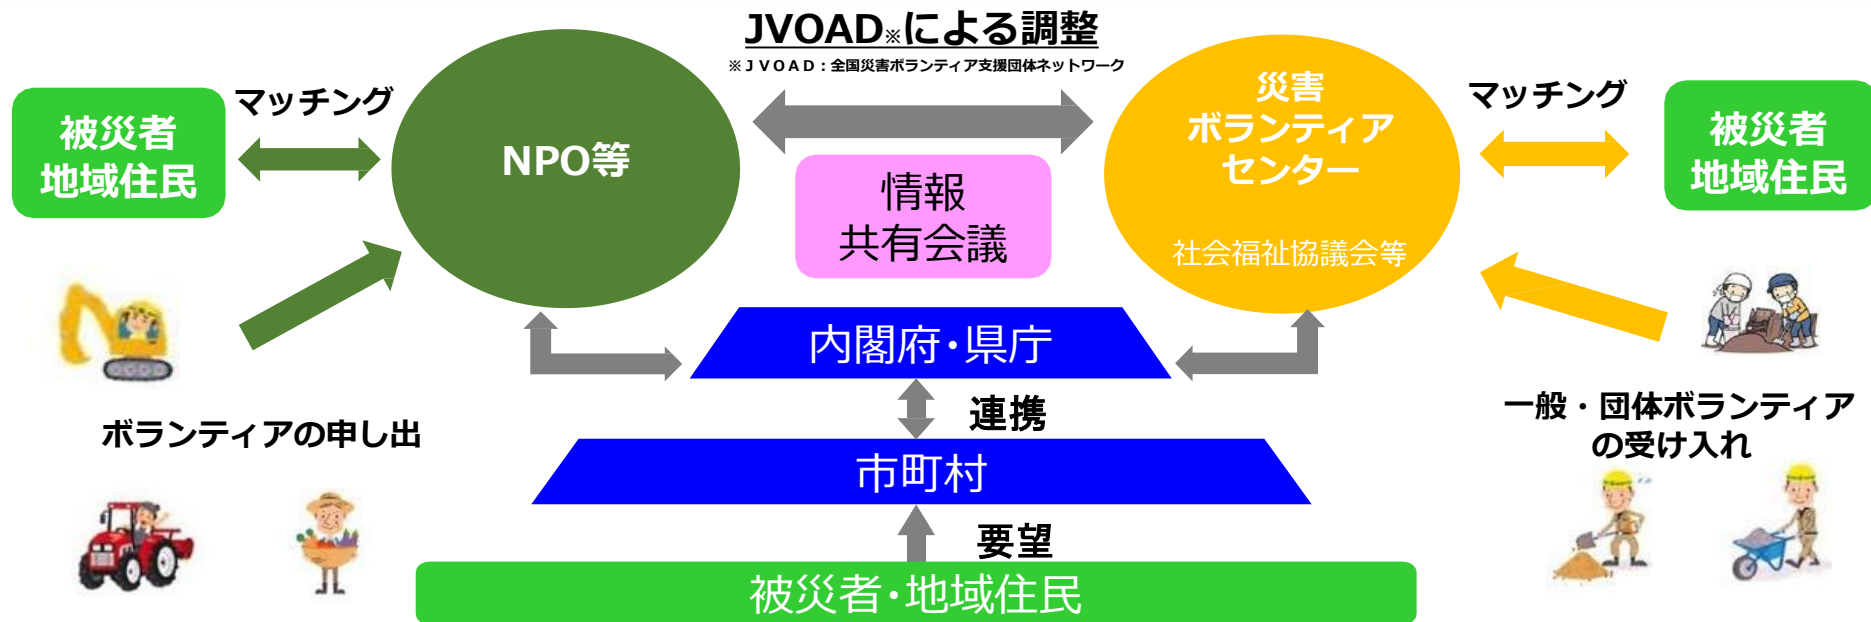 JVOAD※による調整
※JVOAD：全国災害ボランティア支援団体ネットワーク
被災者
地域住民
マッチング
NPO等
情報
共有会議
災害
ボランティア
センター
社会福祉協議会等
マッチング
被災者
地域住民
内閣府・県庁
連携
ボランティアの申し出
一般・団体ボランティア
の受け入れ
市町村
要望
被災者・地域住民